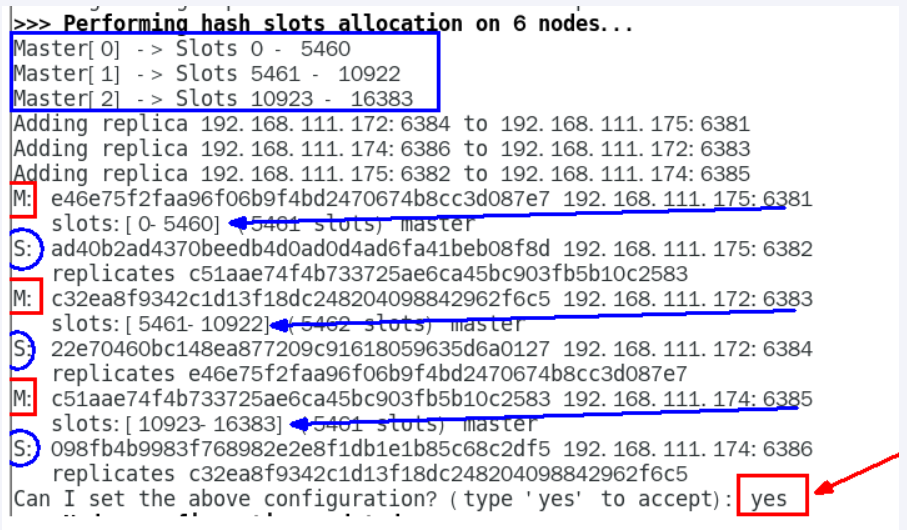 >>> Performing hash slots allocation on 6 nodes...
Master[0] -> Slots 0 - 5460
Master[1] -> Slots 5461 - 10922
Master[2] -> Slots 10923 - 16383
Adding replica 192.168.111.172:6384 to 192.168.111.175:6381
Adding replica 192.168.111.174:6386 to 192.168.111.172:6383
Adding replica 192.168.111.175:6382 to 192.168.111.174:6385
M: e46e75f2faa96f06b9f4bd2470674b8cc3d087e7 192.168.111.175:6381
slots:[0-5460] (5461 slots) master
S: ad40b2ad4370beedb4d0ad0d4ad6fa41beb08f8d 192.168.111.175:6382
replicates c51aae74f4b733725ae6ca45bc903fb5b10c2583
M: c32ea8f9342c1d13f18dc248204098842962f6c5 192.168.111.172:6383
slots:[5461-10922] (5462 slots) master
S: 22e70460bc148ea877209c91618059635d6a0127 192.168.111.172:6384
replicates e46e75f2faa96f06b9f4bd2470674b8cc3d087e7
M: c51aae74f4b733725ae6ca45bc903fb5b10c2583 192.168.111.174:6385
slots:[10923-16383] (5461 slots) master
S: 098fb4b9983f768982e2e8f1db1e1b85c68c2df5 192.168.111.174:6386
replicates c32ea8f9342c1d13f18dc248204098842962f6c5
Can I set the above configuration? (type 'yes' to accept): yes